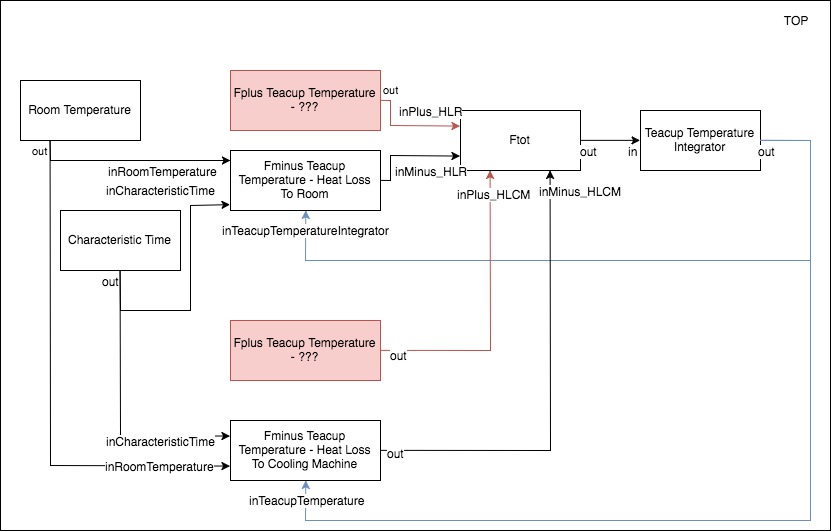 TOP
Fplus Teacup Temperature
- ???
out
Room Temperature
inPlus_HLR
Ftot
Teacup Temperature
Integrator
out
out
in
out
Fminus Teacup
Temperature - Heat Loss
To Room
inRoomTemperature
inMinus_HLR
inCharacteristicTime
inPlus_HLCM
inMinus_HLCM
Characteristic Time
inTeacupTemperatureIntegrator
out
Fplus Teacup Temperature
- ???
out
Fminus Teacup
Temperature - Heat Loss
To Cooling Machine
inCharacteristicTime
out
inRoomTemperature
inTeacupTemperature